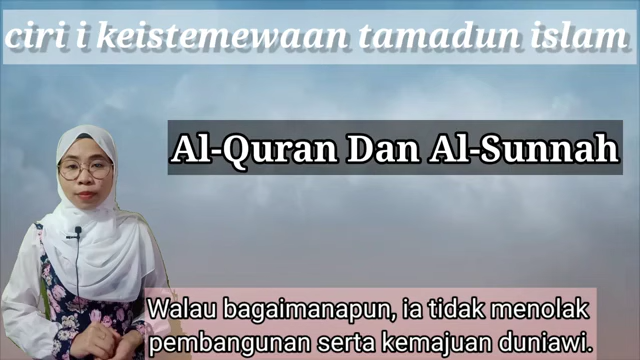 ciri i keistemewaan tamadun islam
Al-Quran Dan Al-Sunnah
Walau bagaimanapun, ia tidak menolak
pembangunan serta kemajuan duniawi.